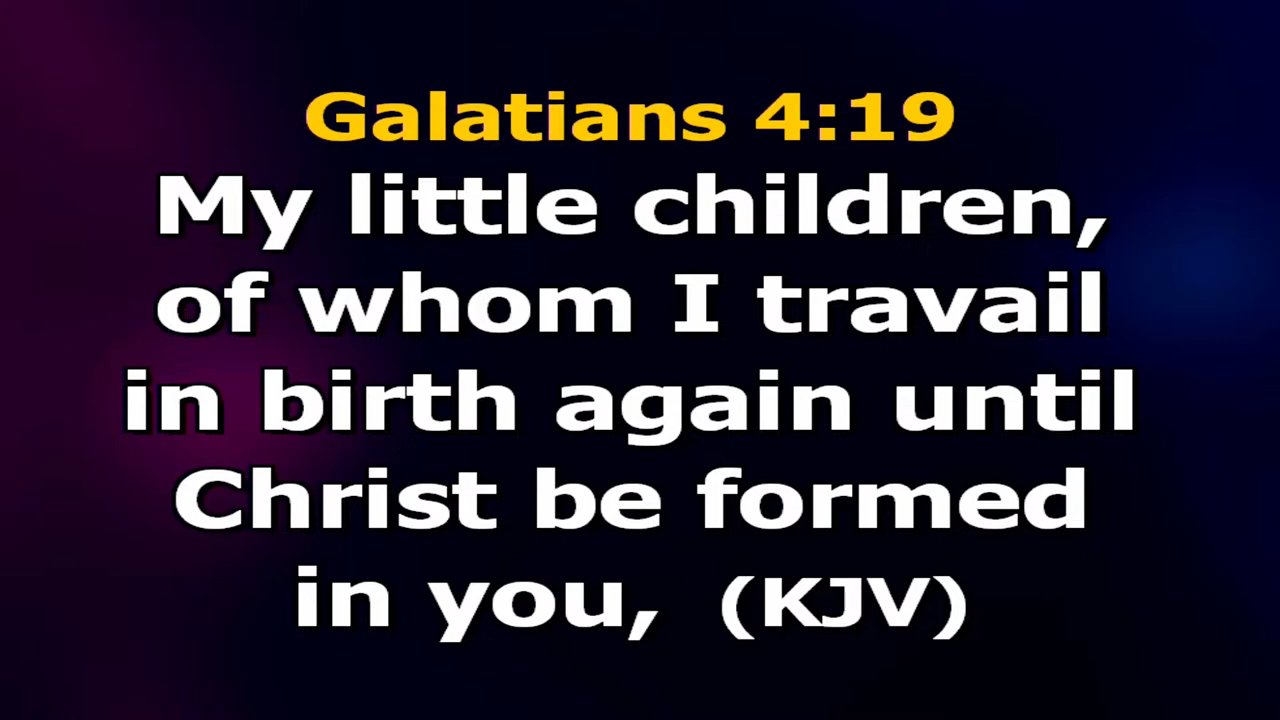 Galatians 4:19
My little children,
of whom I travail
in birth again until
Christ be formed
in you, (KJV)